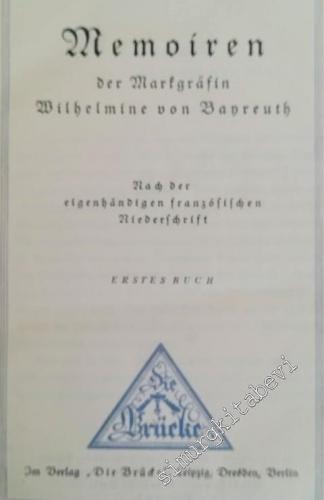 Memoiren
der Markgräfin
Wilhelmine von Bayreuth
Nach der
eigenhändigen französischen
Niederschrift
ERSTES BUCH
Die
Brücke
Im Verlag „Die Brücke“ Leipzig, Dresden, Berlin
simurgkitabevi